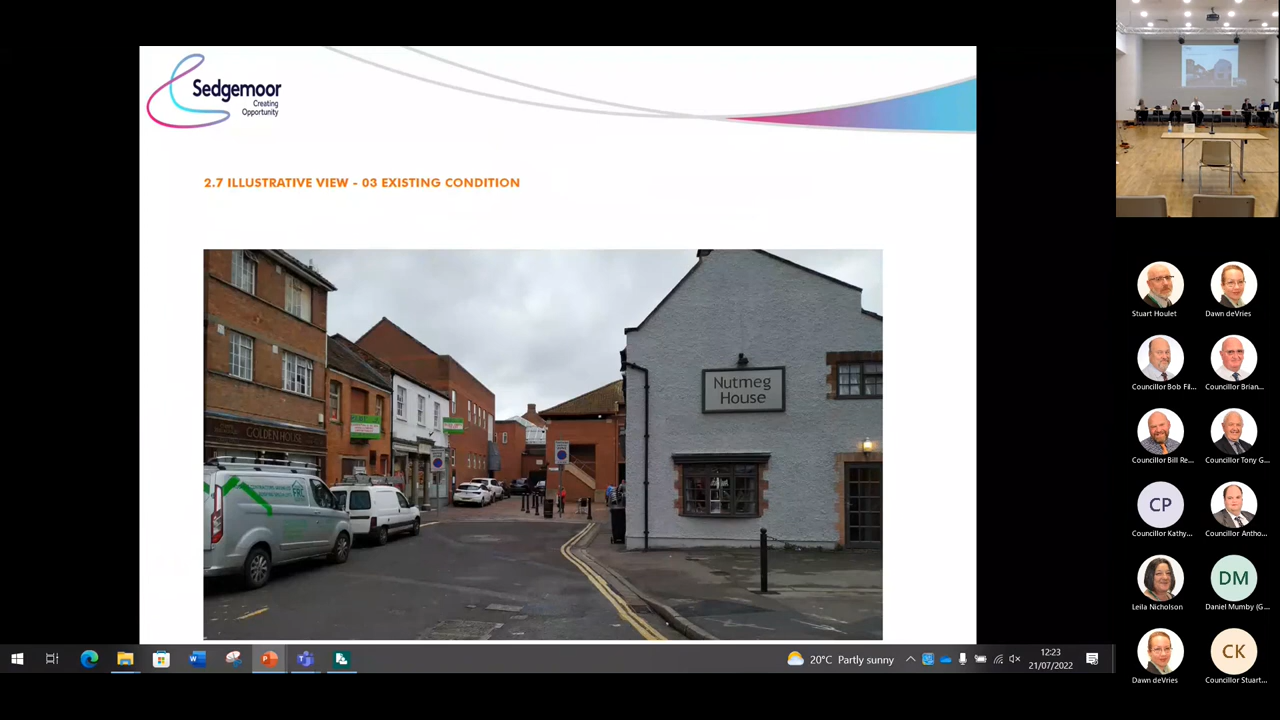 Sedgemoor
Creating
Opportunity
2.7 ILLUSTRATIVE VIEW - 03 EXISTING CONDITION
Nutmeg
House
GOLDEN HOUSE
Stuart Houlet
Dawn deVries
Councillor Bob Fil...
Councillor Brian...
Councillor Bill Re...
Councillor Tony G...
CP
Councillor Kathy...
Councillor Antho...
Leila Nicholson
DM
Daniel Mumby (G...
Dawn deVries
CK
Councillor Stuart...
20°C Partly sunny
12:23
21/07/2022